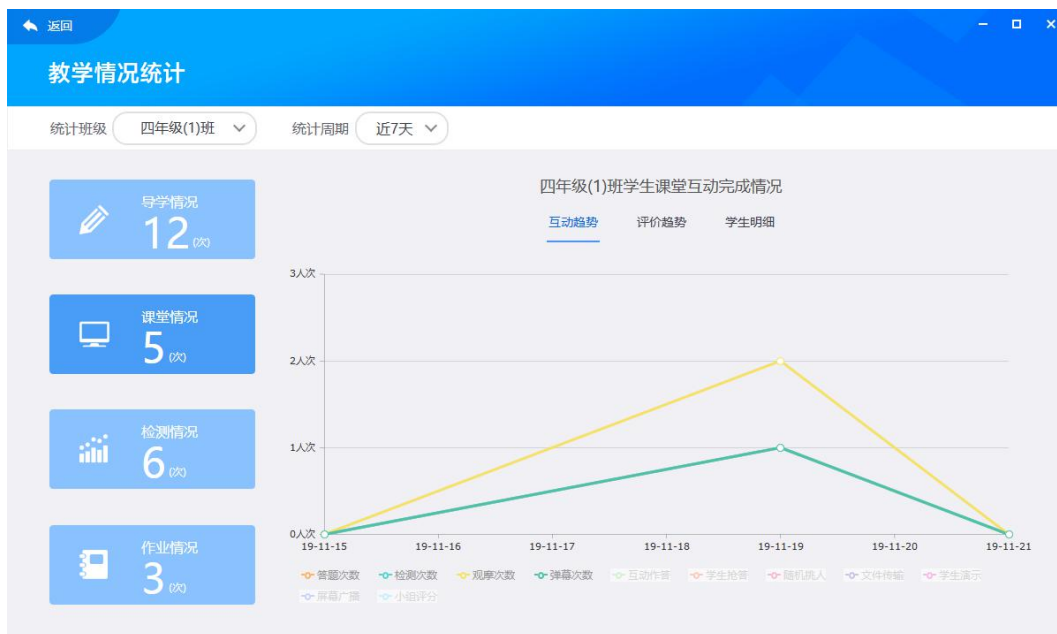 返回
教学情况统计
统计班级 四年级(1)班 统计周期 近7天
导学情况
12(次)
课堂情况
5(次)
检测情况
6(次)
作业情况
3(次)
四年级(1)班学生课堂互动完成情况
互动趋势 评价趋势 学生明细
3人次
2人次
1人次
0人次
19-11-15 19-11-16 19-11-17 19-11-18 19-11-19 19-11-20 19-11-21
答题次数 检测次数 观摩次数 弹幕次数 互动作答 学生抢答 随机挑人 文件传输 学生演示
屏幕广播 小组评分